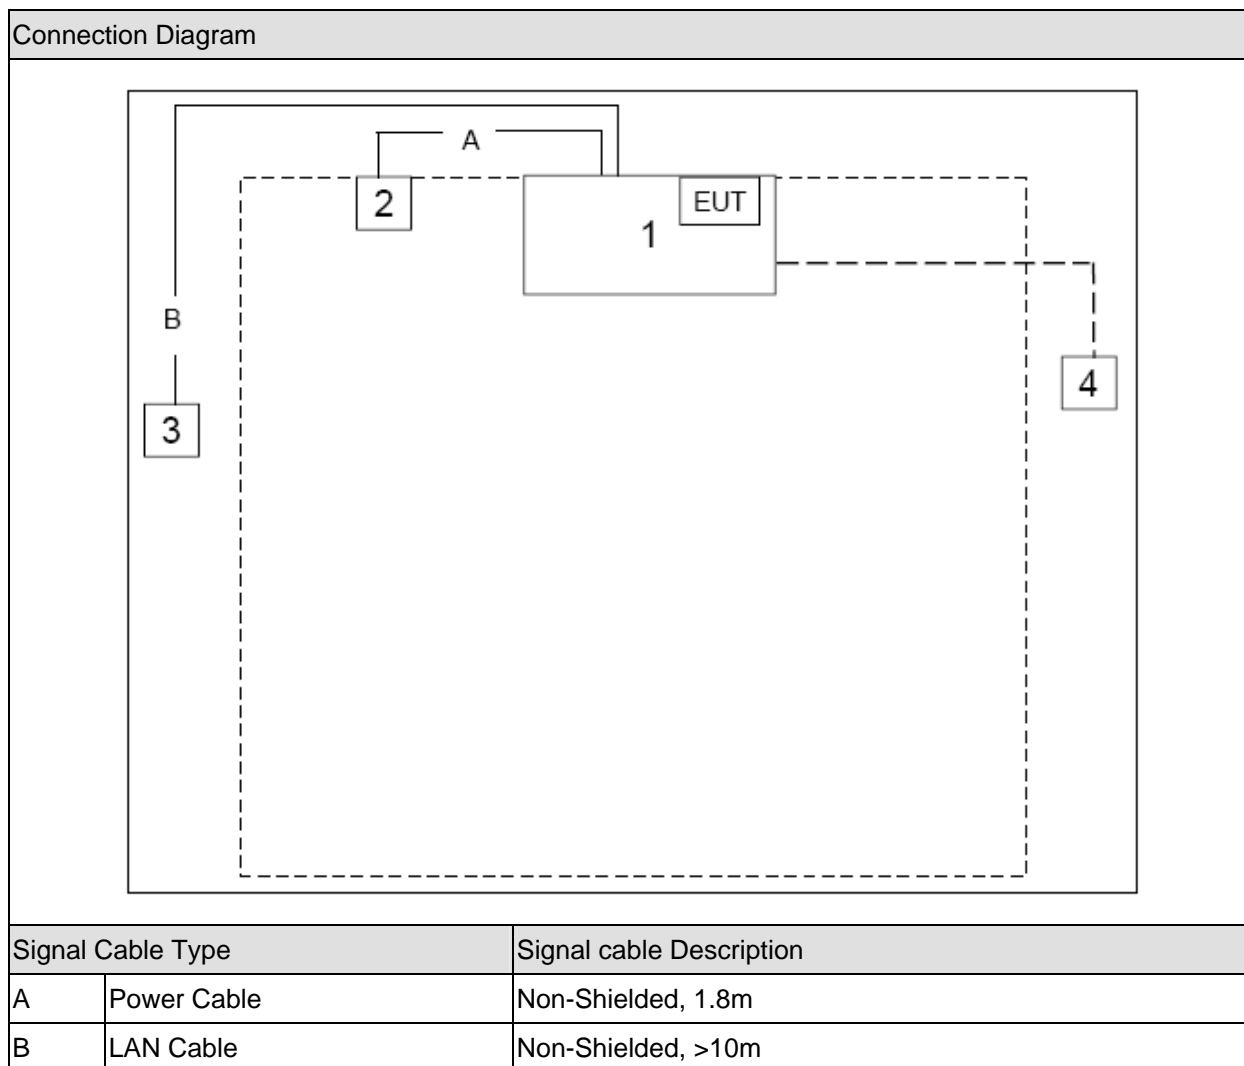 Connection Diagram
A
2
EUT
1
B
4
3
Signal Cable Type Signal cable Description
A Power Cable Non-Shielded, 1.8m
B LAN Cable Non-Shielded, >10m